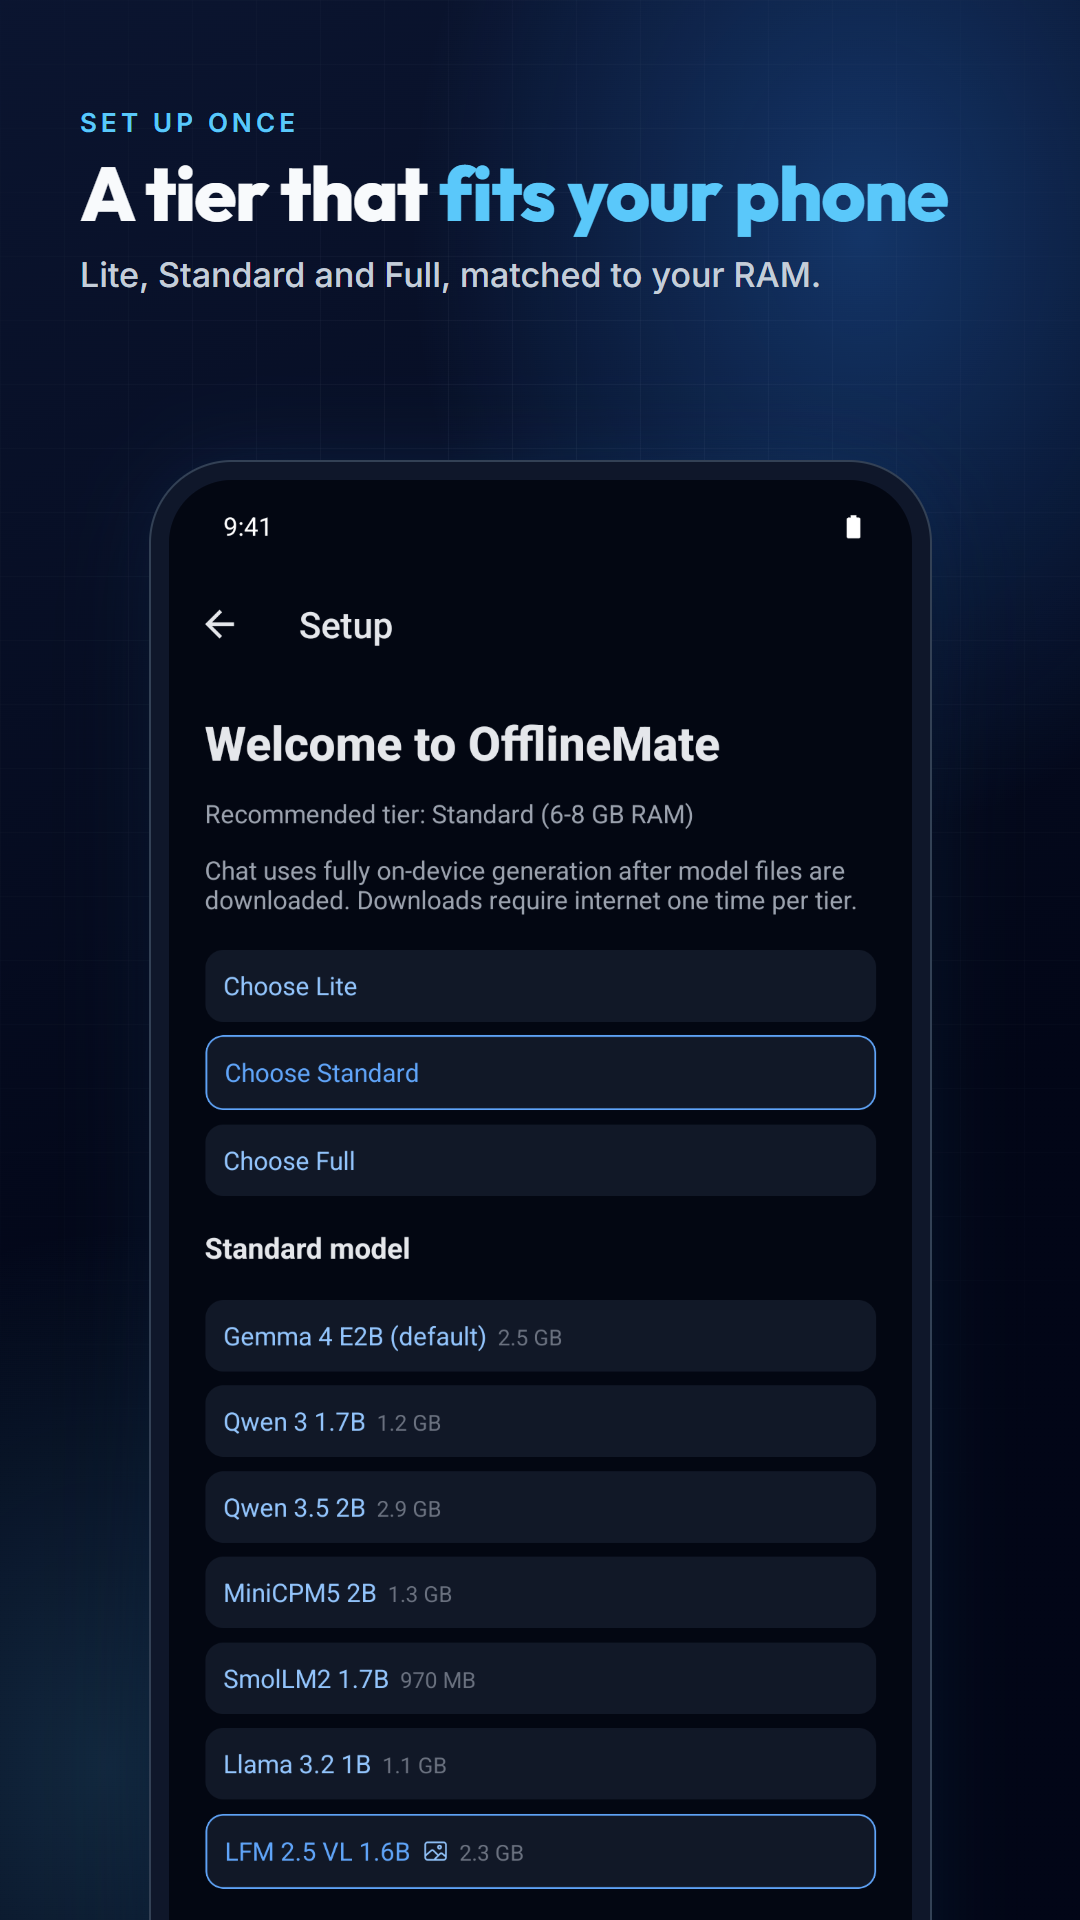 SET UP ONCE
A tier that fits your phone
Lite, Standard and Full, matched to your RAM.
9:41
Setup
Welcome to OfflineMate
Recommended tier: Standard (6-8 GB RAM)
Chat uses fully on-device generation after model files are
downloaded. Downloads require internet one time per tier.
Choose Lite
Choose Standard
Choose Full
Standard model
Gemma 4 E2B (default) 2.5 GB
Qwen 3 1.7B 1.2 GB
Qwen 3.5 2B 2.9 GB
MiniCPM5 2B 1.3 GB
SmolLM2 1.7B 970 MB
Llama 3.2 1B 1.1 GB
LFM 2.5 VL 1.6B 2.3 GB